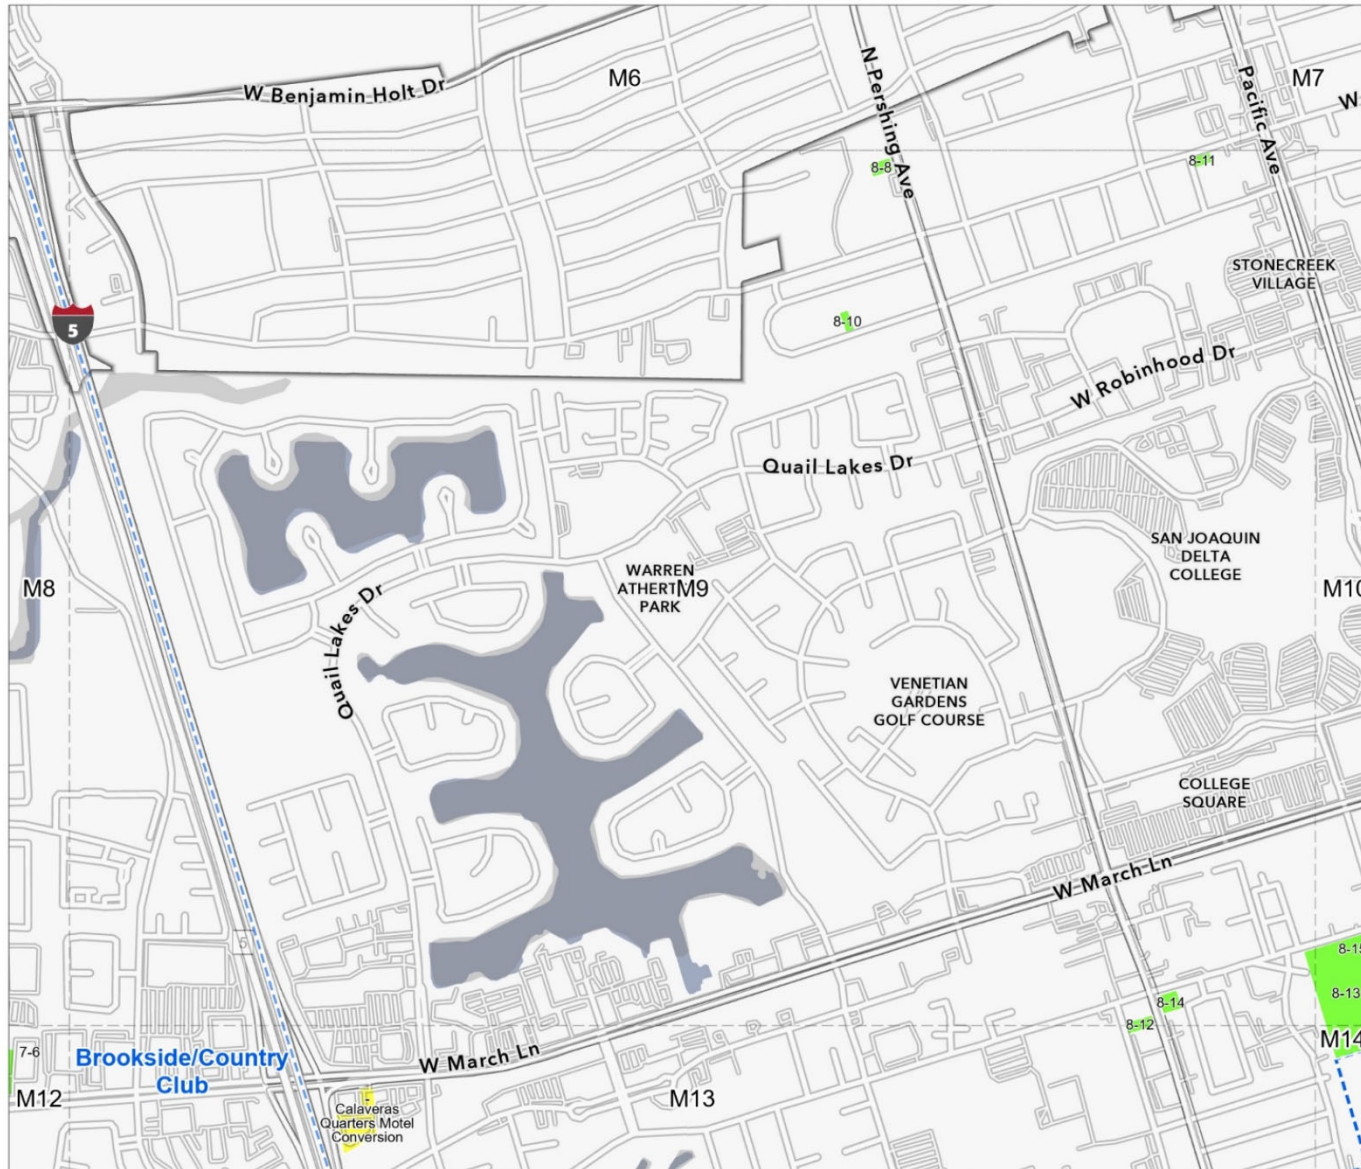 W Benjamin Holt Dr
M6
N Pershing Ave
Pacific Ave
M7
W
8-8
8-11
STONECREEK
VILLAGE
5
8-10
W Robinhood Dr
Quail Lakes Dr
SAN JOAQUIN
DELTA
COLLEGE
M8
WARREN
M9
PARK
M10
Quail Lakes Dr
VENETIAN
GARDENS
GOLF COURSE
COLLEGE
SQUARE
W March Ln
5
8-15
8-13
8-14
8-12
M14
7-6
Brookside/Country
Club
W March Ln
M12
M13
-
Calaveras
Quarters Motel
Conversion